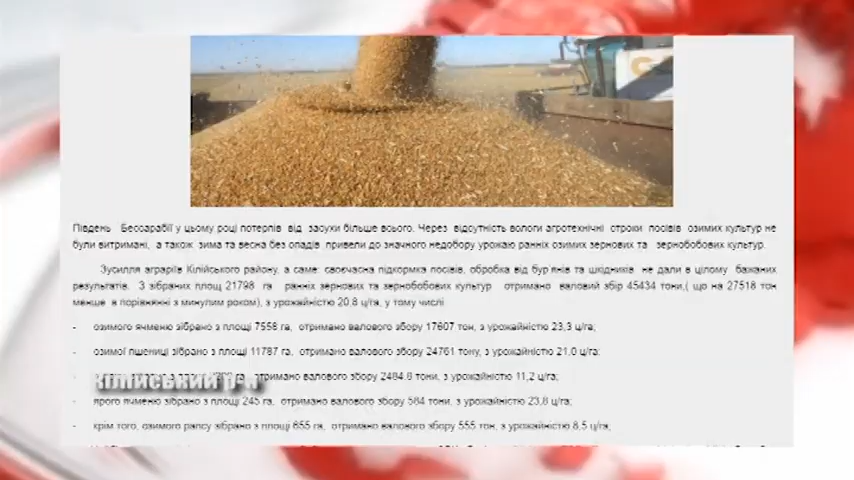 Південь Бессарабії у цьому році потерпів від засухи більше всього. Через відсутність вологи агротехнічні строки посівів озимих культур не
були витримані, а також зима та весна без опадів привели до значного недобору урожаю ранніх озимих зернових та зернобобових культур.
Зусилля аграріїв Кілійського району, а саме: своєчасна підкормка посівів, обробка від бур'янів та шкідників не дали в цілому бажаних
результатів. З зібраних площ 21798 га ранніх зернових та зернобобових культур отримано валовий збір 45434 тони,( що на 27518 тон
менше в порівнянні з минулим роком), з урожайністю 20,8 ц/га, у тому числі
- озимого ячменю зібрано з площі 7558 га, отримано валового збору 17607 тон, з урожайністю 23,3 ц/га;
- озимої пшениці зібрано з площі 11787 га, отримано валового збору 24761 тону, з урожайністю 21,0 ц/га;
- га, отримано валового збору 2484,8 тони, з урожайністю 11,2 ц/га;
Кілійський р-н
- ярого ячменю зібрано з площі 245 га, отримано валового збору 584 тони, з урожайністю 23,8 ц/га;
- крім того, озимого рапсу зібрано з площі 655 га, отримано валового збору 555 тон, з урожайністю 8,5 ц/га;